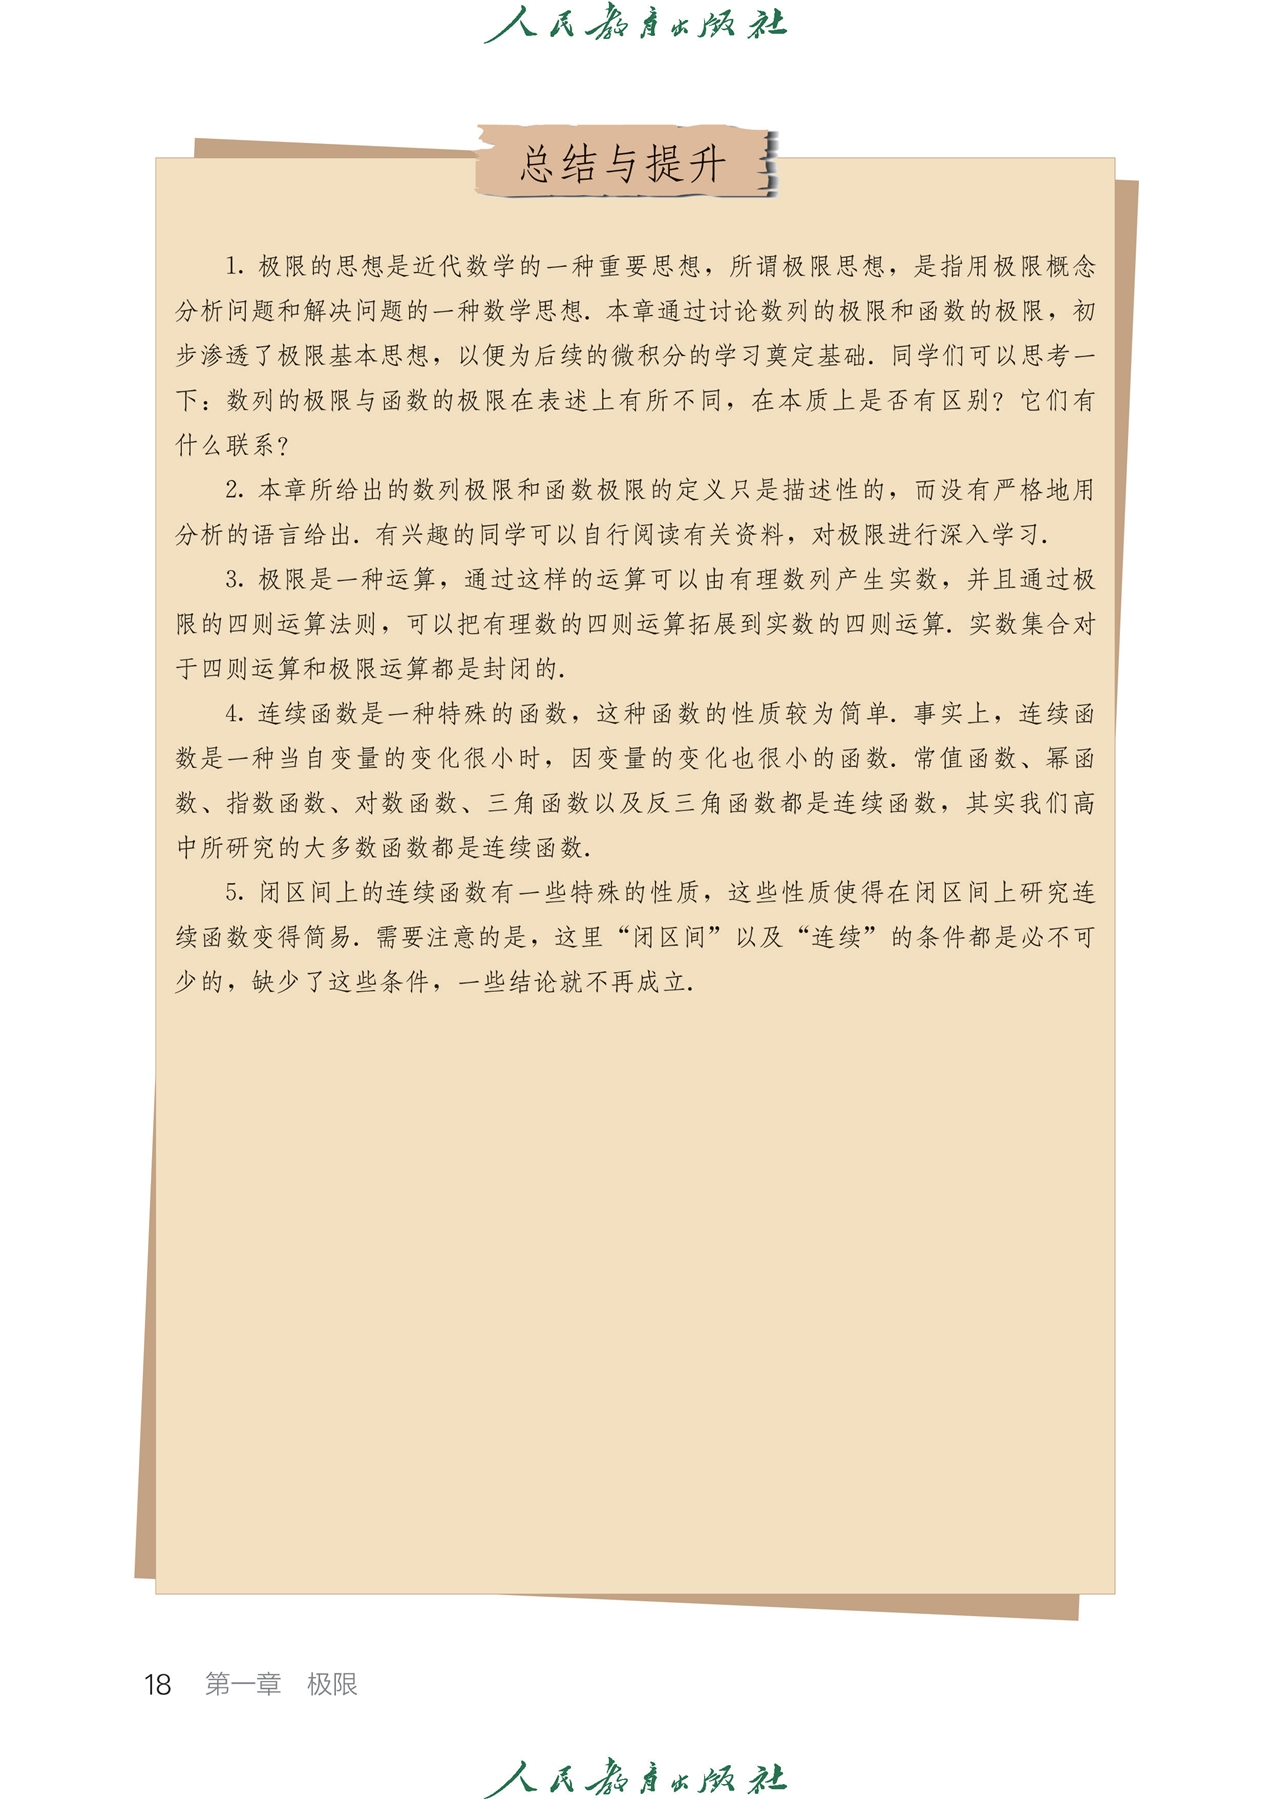 人民教育出版社
总结与提升
1. 极限的思想是近代数学的一种重要思想，所谓极限思想，是指用极限概念
分析问题和解决问题的一种数学思想. 本章通过讨论数列的极限和函数的极限，初
步渗透了极限基本思想，以便为后续的微积分的学习奠定基础. 同学们可以思考一
下：数列的极限与函数的极限在表述上有所不同，在本质上是否有区别？它们有
什么联系？
2. 本章所给出的数列极限和函数极限的定义只是描述性的，而没有严格地用
分析的语言给出. 有兴趣的同学可以自行阅读有关资料，对极限进行深入学习.
3. 极限是一种运算，通过这样的运算可以由有理数列产生实数，并且通过极
限的四则运算法则，可以把有理数的四则运算拓展到实数的四则运算. 实数集合对
于四则运算和极限运算都是封闭的.
4. 连续函数是一种特殊的函数，这种函数的性质较为简单. 事实上，连续函
数是一种当自变量的变化很小时，因变量的变化也很小的函数. 常值函数、幂函
数、指数函数、对数函数、三角函数以及反三角函数都是连续函数，其实我们高
中所研究的大多数函数都是连续函数.
5. 闭区间上的连续函数有一些特殊的性质，这些性质使得在闭区间上研究连
续函数变得简易. 需要注意的是，这里“闭区间”以及“连续”的条件都是必不可
少的，缺少了这些条件，一些结论就不再成立.
18 第一章 极限
人民教育出版社